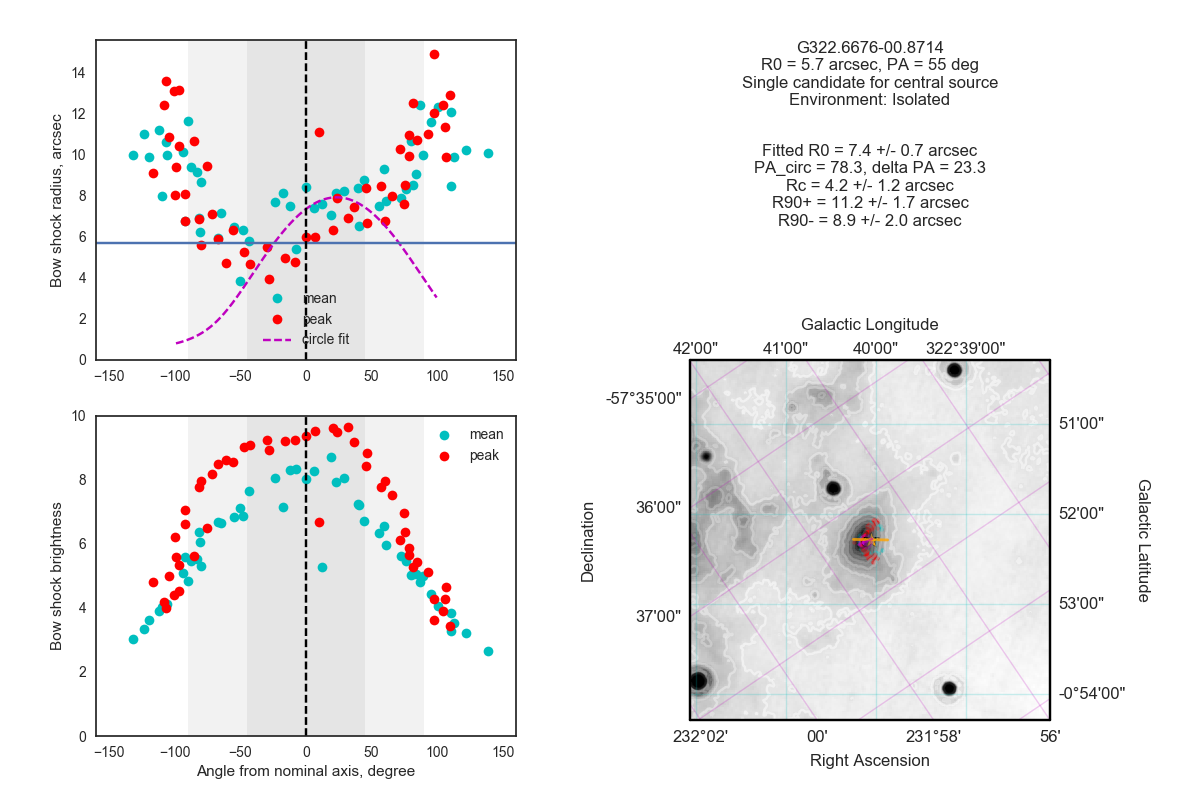 Bow shock radius, arcsec
14
12
10
8
6
4
2
0
−150 −100 −50 0 50 100 150
mean
peak
circle fit
Bow shock brightness
10
8
6
4
2
0
−150 −100 −50 0 50 100 150
mean
peak
Angle from nominal axis, degree
G322.6676-00.8714
R0 = 5.7 arcsec, PA = 55 deg
Single candidate for central source
Environment: Isolated
Fitted R0 = 7.4 +/- 0.7 arcsec
PA_circ = 78.3, delta PA = 23.3
Rc = 4.2 +/- 1.2 arcsec
R90+ = 11.2 +/- 1.7 arcsec
R90- = 8.9 +/- 2.0 arcsec
Galactic Longitude
42'00" 41'00" 40'00" 322°39'00"
-57°35'00"
36'00"
37'00"
Declination
51'00"
52'00"
53'00"
-0°54'00"
Galactic Latitude
232°02' 00' 231°58' 56'
Right Ascension